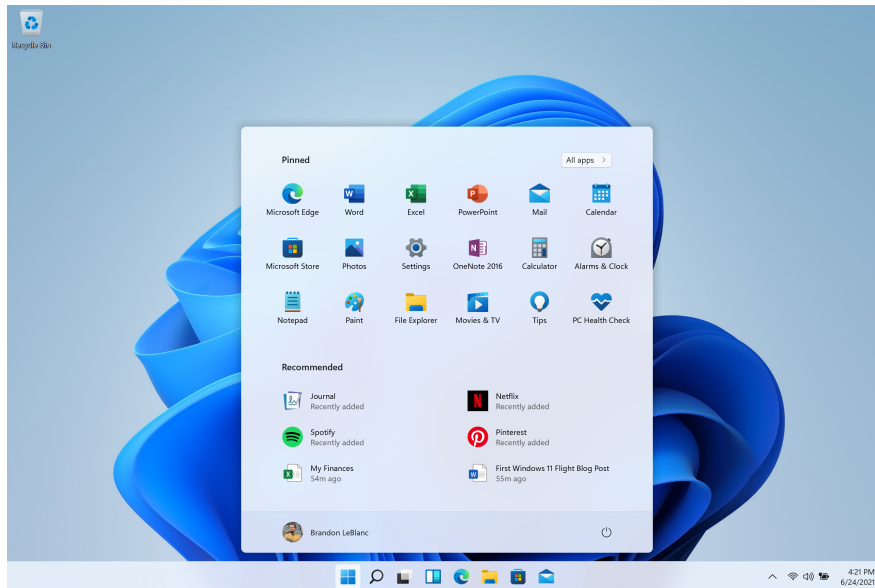 Recycle Bin
Pinned
All apps
Microsoft Edge
Word
Excel
PowerPoint
Mail
Calendar
Microsoft Store
Photos
Settings
OneNote 2016
Calculator
Alarms & Clock
Notepad
Paint
File Explorer
Movies & TV
Tips
PC Health Check
Recommended
Journal
Recently added
Netflix
Recently added
Spotify
Recently added
Pinterest
Recently added
My Finances
54m ago
First Windows 11 Flight Blog Post
55m ago
Brandon LeBlanc
4:21 PM
6/24/2021